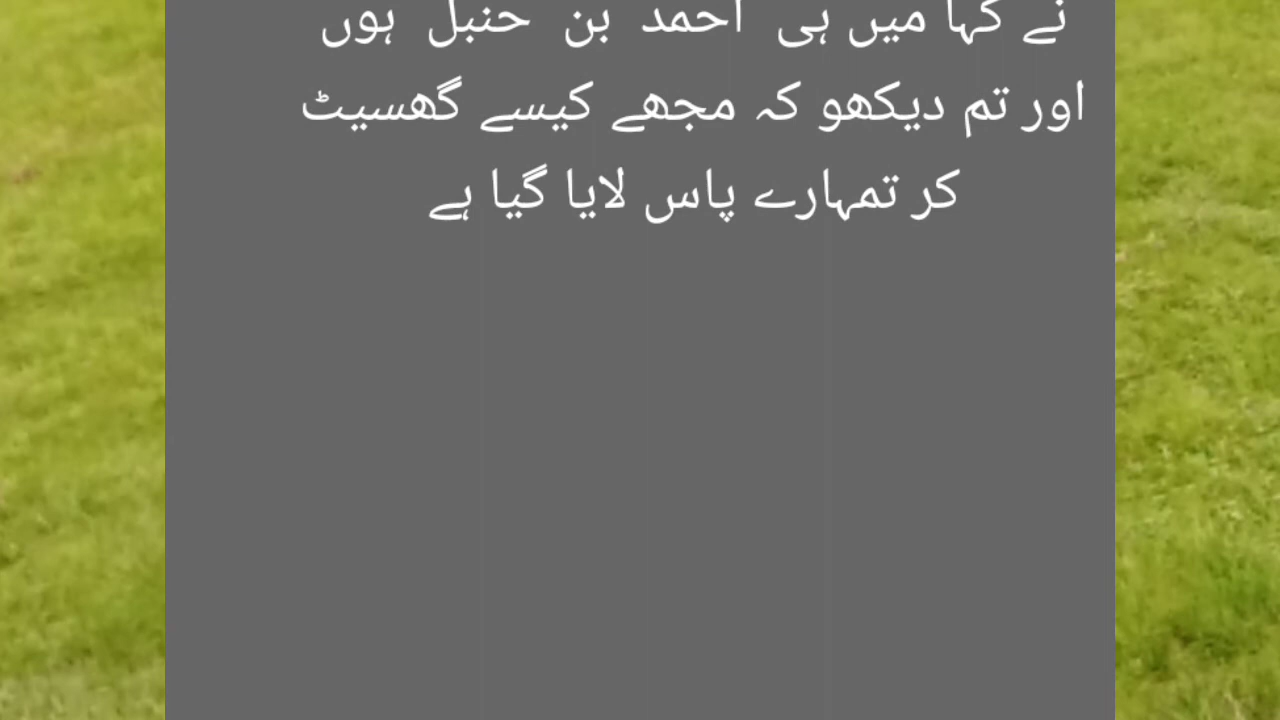 نے کہا میں ہی احمد بن حنبل ہوں
اور تم دیکھو کہ مجھے کیسے گھسیٹ
کر تمہارے پاس لایا گیا ہے